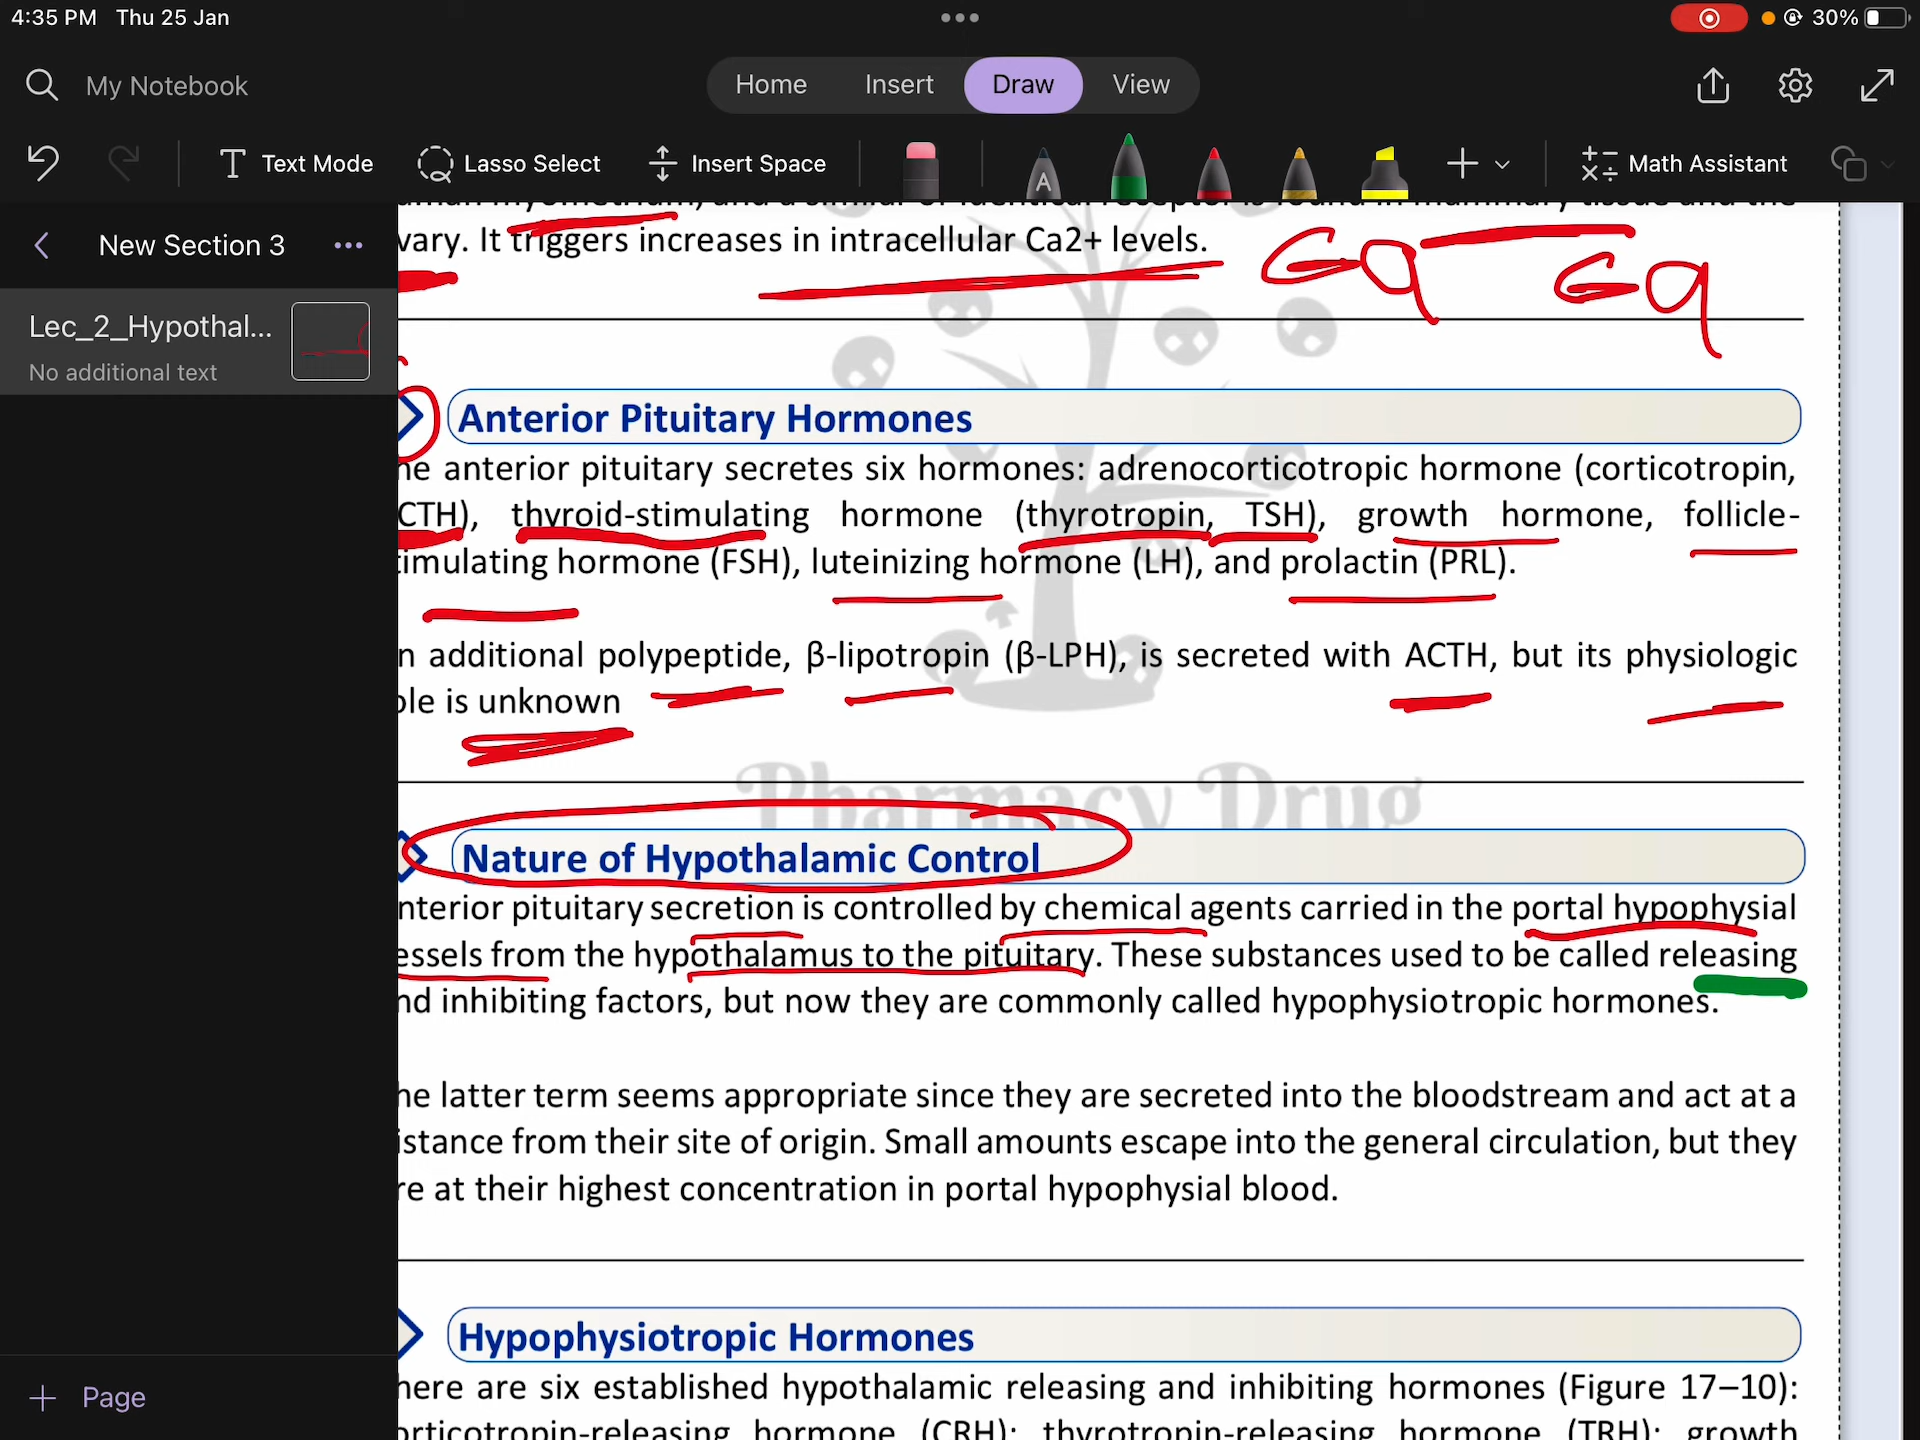 4:35 PM Thu 25 Jan
30%
My Notebook
Home Insert Draw View
Text Mode Lasso Select Insert Space A Math Assistant
New Section 3
Lec_2_Hypothal...
No additional text
Page
vary. It triggers increases in intracellular Ca2+ levels.
Gq Gq
Anterior Pituitary Hormones
he anterior pituitary secretes six hormones: adrenocorticotropic hormone (corticotropin,
CTH), thyroid-stimulating hormone (thyrotropin, TSH), growth hormone, follicle-
timulating hormone (FSH), luteinizing hormone (LH), and prolactin (PRL).
n additional polypeptide, β-lipotropin (β-LPH), is secreted with ACTH, but its physiologic
ole is unknown
Pharmacy Drug
Nature of Hypothalamic Control
nterior pituitary secretion is controlled by chemical agents carried in the portal hypophysial
essels from the hypothalamus to the pituitary. These substances used to be called releasing
nd inhibiting factors, but now they are commonly called hypophysiotropic hormones.
he latter term seems appropriate since they are secreted into the bloodstream and act at a
istance from their site of origin. Small amounts escape into the general circulation, but they
re at their highest concentration in portal hypophysial blood.
Hypophysiotropic Hormones
here are six established hypothalamic releasing and inhibiting hormones (Figure 17–10):
orticotropin-releasing hormone (CRH); thyrotropin-releasing hormone (TRH); growth